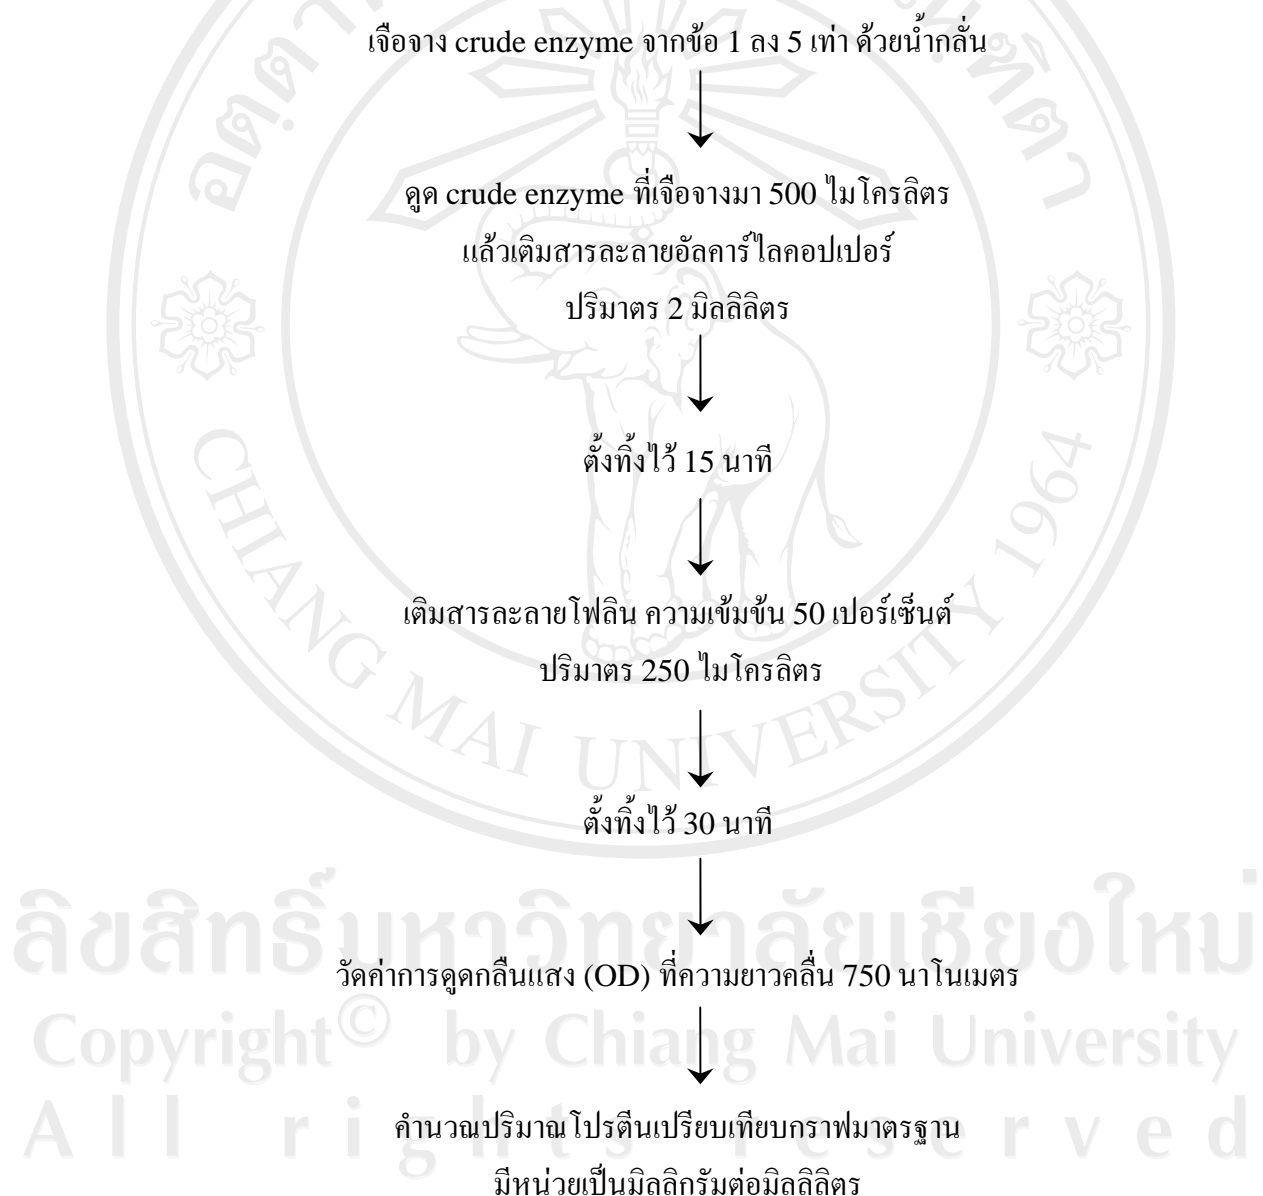 เจือจาง crude enzyme จากข้อ 1 ลง 5 เท่า ด้วยน้ำกลั่น
ดูด crude enzyme ที่เจือจางมา 500 ไมโครลิตร
แล้วเติมสารละลายอัลคาร์ไลคอปเปอร์
ปริมาตร 2 มิลลิลิตร
ตั้งทิ้งไว้ 15 นาที
เติมสารละลายโฟลิน ความเข้มข้น 50 เปอร์เซ็นต์
ปริมาตร 250 ไมโครลิตร
ตั้งทิ้งไว้ 30 นาที
วัดค่าการดูดกลืนแสง (OD) ที่ความยาวคลื่น 750 นาโนเมตร
คำนวณปริมาณโปรตีนเปรียบเทียบกราฟมาตรฐาน
มีหน่วยเป็นมิลลิกรัมต่อมิลลิลิตร
CHIANG MAI UNIVERSITY 1964
ลิขสิทธิ์มหาวิทยาลัยเชียงใหม่
Copyright© by Chiang Mai University
All rights reserved